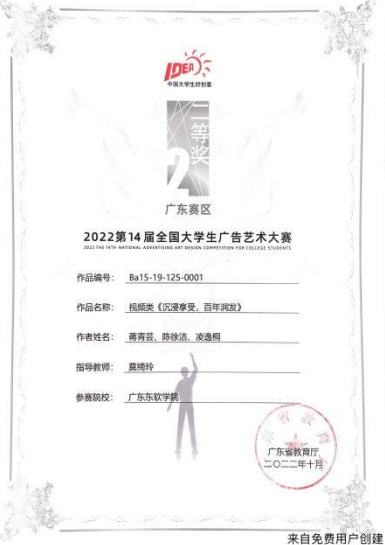 IDEA
中国大学生好创意
二等奖
2
广东赛区
2022第14届全国大学生广告艺术大赛
2022 THE 14TH NATIONAL ADVERTISING ART DESIGN COMPETITION FOR COLLEGE STUDENTS
作品编号： Ba15-19-125-0001
作品名称： 视频类《沉浸享受，百年润发》
作者姓名： 蒋青芸、陈徐洁、凌逸桐
指导教师： 莫绮玲
参赛院校： 广东东软学院
东省教育
广东省教育厅
二〇二二年十月
来自免费用户创建